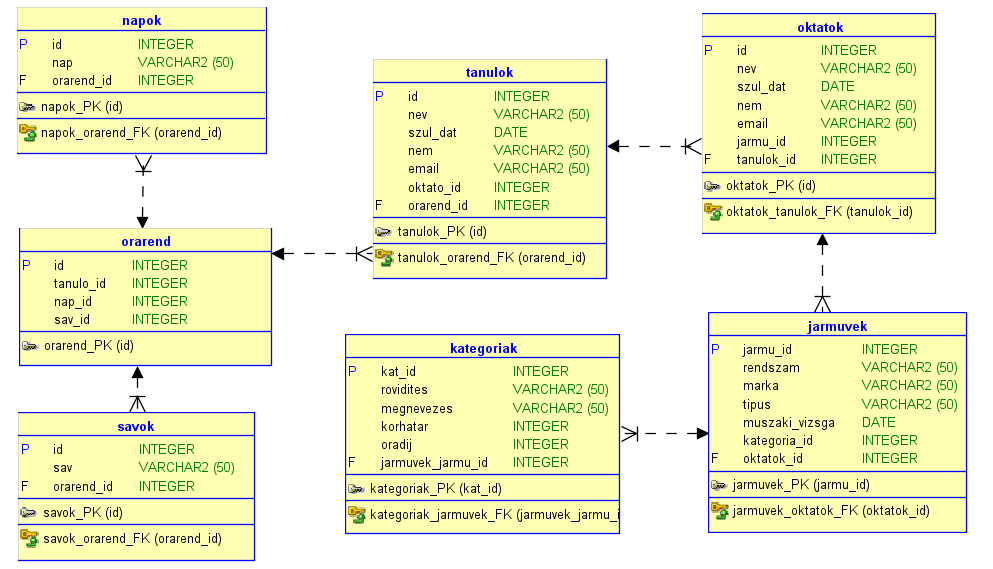 napok
P id INTEGER
nap VARCHAR2 (50)
F orarend_id INTEGER
napok_PK (id)
napok_orarend_FK (orarend_id)
tanulok
P id INTEGER
nev VARCHAR2 (50)
szul_dat DATE
nem VARCHAR2 (50)
email VARCHAR2 (50)
oktato_id INTEGER
F orarend_id INTEGER
tanulok_PK (id)
tanulok_orarend_FK (orarend_id)
oktatok
P id INTEGER
nev VARCHAR2 (50)
szul_dat DATE
nem VARCHAR2 (50)
email VARCHAR2 (50)
jarmu_id INTEGER
F tanulok_id INTEGER
oktatok_PK (id)
oktatok_tanulok_FK (tanulok_id)
orarend
P id INTEGER
tanulo_id INTEGER
nap_id INTEGER
sav_id INTEGER
orarend_PK (id)
kategoriak
P kat_id INTEGER
rovidites VARCHAR2 (50)
megnevezes VARCHAR2 (50)
korhatar INTEGER
oradij INTEGER
F jarmuvek_jarmu_id INTEGER
kategoriak_PK (kat_id)
kategoriak_jarmuvek_FK (jarmuvek_jarmu_i
jarmuvek
P jarmu_id INTEGER
rendszam VARCHAR2 (50)
marka VARCHAR2 (50)
tipus VARCHAR2 (50)
muszaki_vizsga DATE
kategoria_id INTEGER
F oktatok_id INTEGER
jarmuvek_PK (jarmu_id)
jarmuvek_oktatok_FK (oktatok_id)
savok
P id INTEGER
sav VARCHAR2 (50)
F orarend_id INTEGER
savok_PK (id)
savok_orarend_FK (orarend_id)